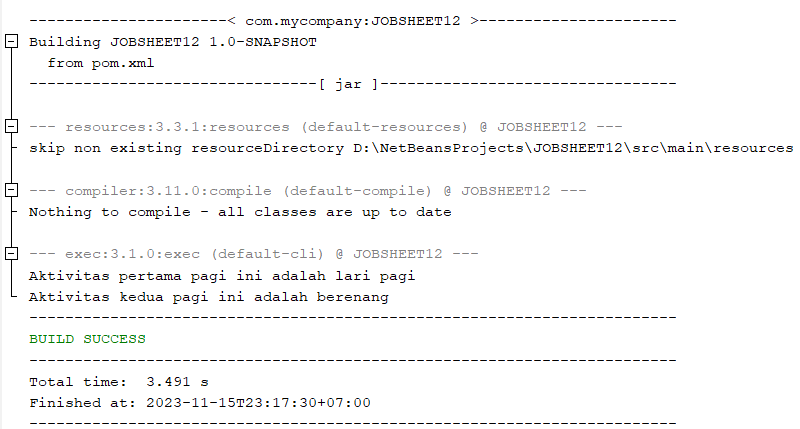 ------------------------< com.mycompany:JOBSHEET12 >------------------------
Building JOBSHEET12 1.0-SNAPSHOT
  from pom.xml
--------------------------------[ jar ]---------------------------------
--- resources:3.3.1:resources (default-resources) @ JOBSHEET12 ---
skip non existing resourceDirectory D:\NetBeansProjects\JOBSHEET12\src\main\resources
--- compiler:3.11.0:compile (default-compile) @ JOBSHEET12 ---
Nothing to compile - all classes are up to date
--- exec:3.1.0:exec (default-cli) @ JOBSHEET12 ---
Aktivitas pertama pagi ini adalah lari pagi
Aktivitas kedua pagi ini adalah berenang
------------------------------------------------------------------------
BUILD SUCCESS
------------------------------------------------------------------------
Total time:  3.491 s
Finished at: 2023-11-15T23:17:30+07:00
------------------------------------------------------------------------